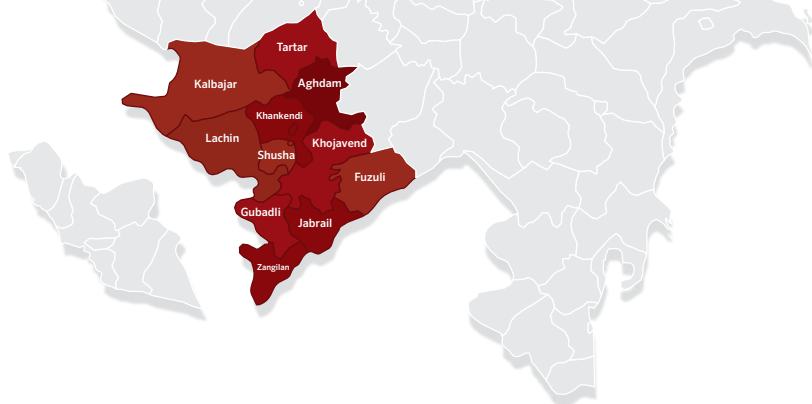 Tartar
Kalbajar
Aghdam
Khankendi
Lachin
Khojavend
Shusha
Fuzuli
Gubadli
Jabrail
Zangilan